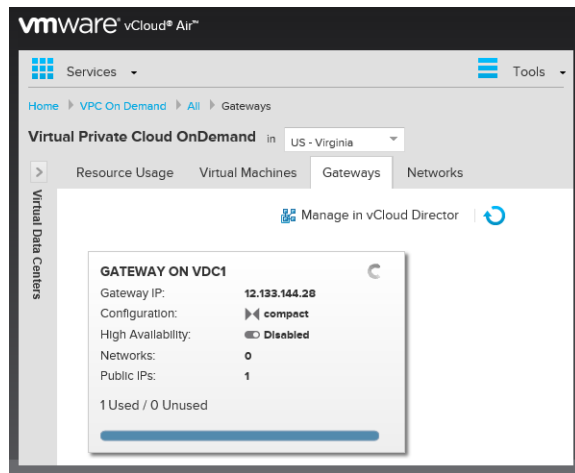 vmware® vCloud® Air™
Services
Tools
Home VPC On Demand All Gateways
Virtual Private Cloud OnDemand in US - Virginia
> Resource Usage Virtual Machines Gateways Networks
Virtual Data Centers
Manage in vCloud Director
GATEWAY ON VDC1
Gateway IP: 12.133.144.28
Configuration: compact
High Availability: Disabled
Networks: 0
Public IPs: 1
1 Used / 0 Unused